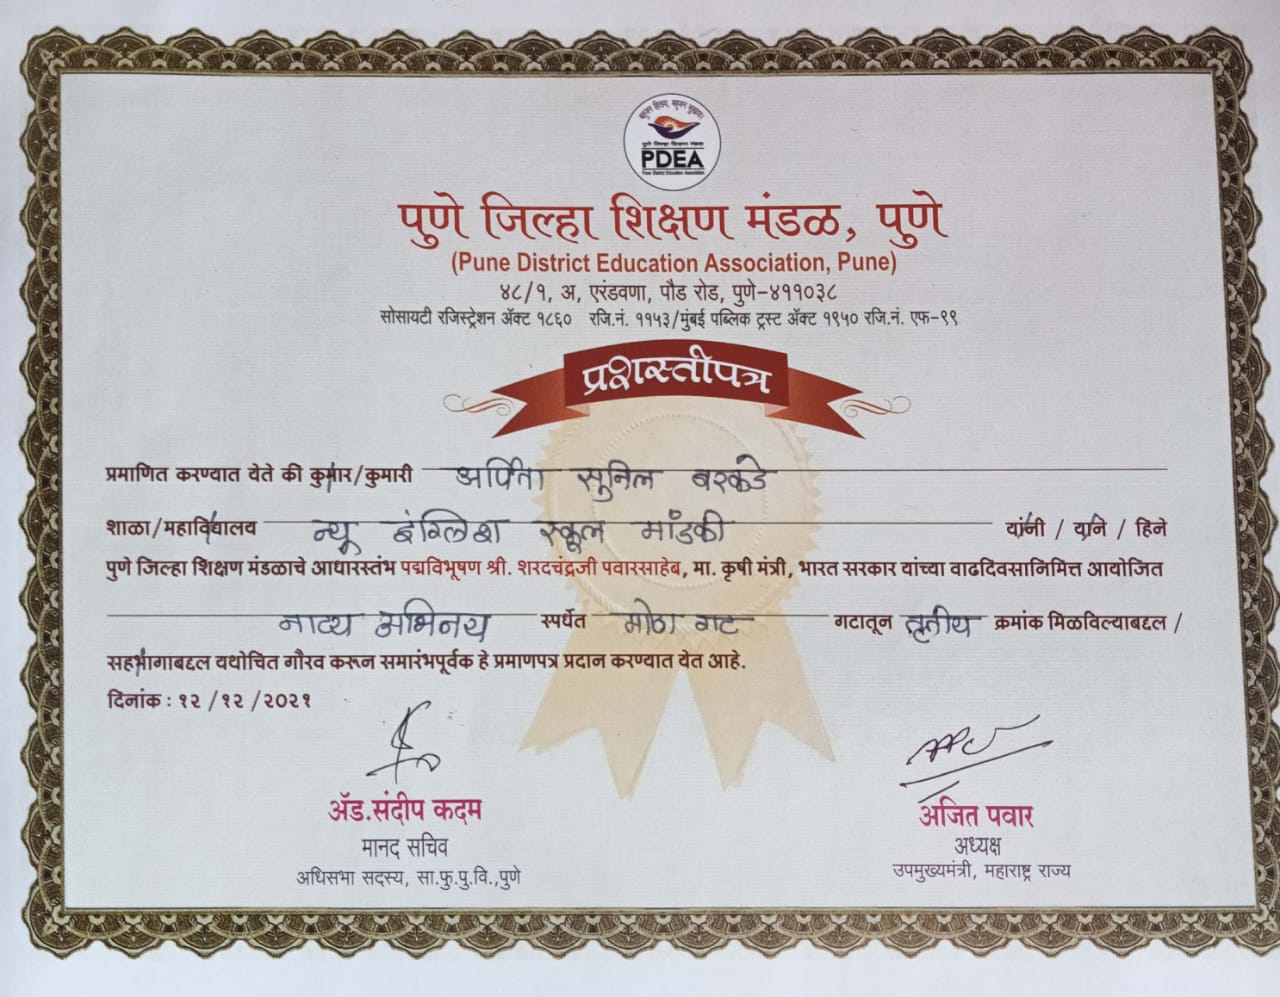 बहुजन हिताय, बहुजन सुखाय
पुणे जिल्हा शिक्षण मंडळ
PDEA
Pune District Education Association
पुणे जिल्हा शिक्षण मंडळ, पुणे
(Pune District Education Association, Pune)
४८/१, अ, एरंडवणा, पौड रोड, पुणे-४११०३८
सोसायटी रजिस्ट्रेशन ॲक्ट १८६० रजि.नं. ११५३/मुंबई पब्लिक ट्रस्ट ॲक्ट १९५० रजि.नं. एफ-९९
प्रशस्तीपत्र
प्रमाणित करण्यात येते की कुमार/कुमारी अर्पिता सुनिल बरकडे
शाळा/महाविद्यालय न्यू इंग्लिश स्कूल मांडकी यांनी / याने / हिने
पुणे जिल्हा शिक्षण मंडळाचे आधारस्तंभ पद्मविभूषण श्री. शरदचंद्रजी पवारसाहेब, मा. कृषी मंत्री, भारत सरकार यांच्या वाढदिवसानिमित्त आयोजित
नाट्य अभिनय स्पर्धेत मोठा गट गटातून तृतीय क्रमांक मिळविल्याबद्दल /
सहभागाबद्दल यथोचित गौरव करून समारंभपूर्वक हे प्रमाणपत्र प्रदान करण्यात येत आहे.
दिनांक : १२ /१२ /२०२१
ॲड.संदीप कदम
मानद सचिव
अधिसभा सदस्य, सा.फु.पु.वि.,पुणे
अजित पवार
अध्यक्ष
उपमुख्यमंत्री, महाराष्ट्र राज्य